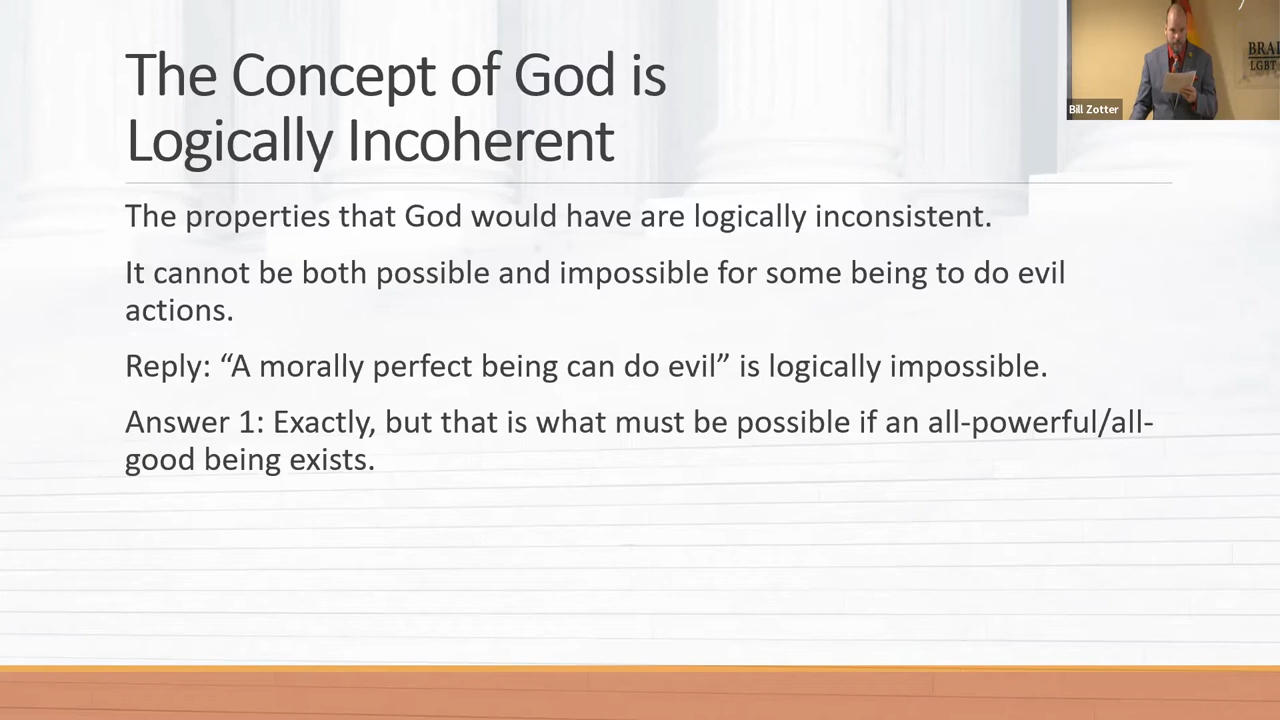 The Concept of God is
Logically Incoherent
The properties that God would have are logically inconsistent.
It cannot be both possible and impossible for some being to do evil
actions.
Reply: “A morally perfect being can do evil” is logically impossible.
Answer 1: Exactly, but that is what must be possible if an all-powerful/all-
good being exists.
Bill Zotter
LGBT